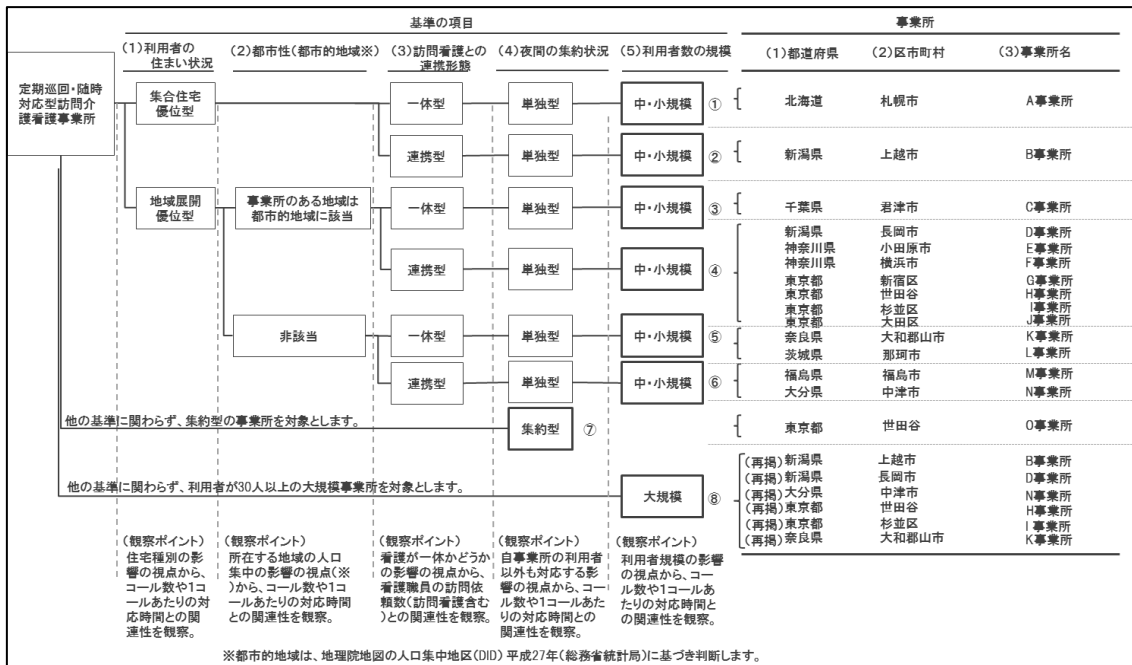 基準の項目
事業所
(1)利用者の
住まい状況
(2)都市性(都市的地域※)
(3)訪問看護との
連携形態
(4)夜間の集約状況
(5)利用者数の規模
(1)都道府県
(2)区市町村
(3)事業所名
定期巡回・随時
対応型訪問介
護看護事業所
集合住宅
優位型
一体型
単独型
中・小規模
①
北海道
札幌市
A事業所
連携型
単独型
中・小規模
②
新潟県
上越市
B事業所
地域展開
優位型
事業所のある地域は
都市的地域に該当
一体型
単独型
中・小規模
③
千葉県
君津市
C事業所
連携型
単独型
中・小規模
④
新潟県 長岡市 D事業所
神奈川県 小田原市 E事業所
神奈川県 横浜市 F事業所
東京都 新宿区 G事業所
東京都 世田谷 H事業所
東京都 杉並区 I事業所
東京都 大田区 J事業所
非該当
一体型
単独型
中・小規模
⑤
奈良県 大和郡山市 K事業所
茨城県 那珂市 L事業所
連携型
単独型
中・小規模
⑥
福島県 福島市 M事業所
大分県 中津市 N事業所
他の基準に関わらず、集約型の事業所を対象とします。
集約型
⑦
東京都 世田谷 O事業所
他の基準に関わらず、利用者が30人以上の大規模事業所を対象とします。
大規模
⑧
(再掲)新潟県 上越市 B事業所
(再掲)新潟県 長岡市 D事業所
(再掲)大分県 中津市 N事業所
(再掲)東京都 世田谷 H事業所
(再掲)東京都 杉並区 I事業所
(再掲)奈良県 大和郡山市 K事業所
(観察ポイント)
住宅種別の影
響の視点から、
コール数や1コ
ールあたりの対
応時間との関
連性を観察。
(観察ポイント)
所在する地域の人口
集中の影響の視点(※
)から、コール数や1コ
ールあたりの対応時間
との関連性を観察。
(観察ポイント)
看護が一体かどうか
の影響の視点から、
看護職員の訪問依
頼数(訪問看護含む
)との関連性を観察。
(観察ポイント)
自事業所の利用者
以外も対応する影
響の視点から、コー
ル数や1コールあた
りの対応時間との
関連性を観察。
(観察ポイント)
利用者規模の影響
の視点から、コー
ル数や1コールあ
たりの対応時間と
の関連性を観察。
※都市的地域は、地理院地図の人口集中地区(DID) 平成27年(総務省統計局)に基づき判断します。